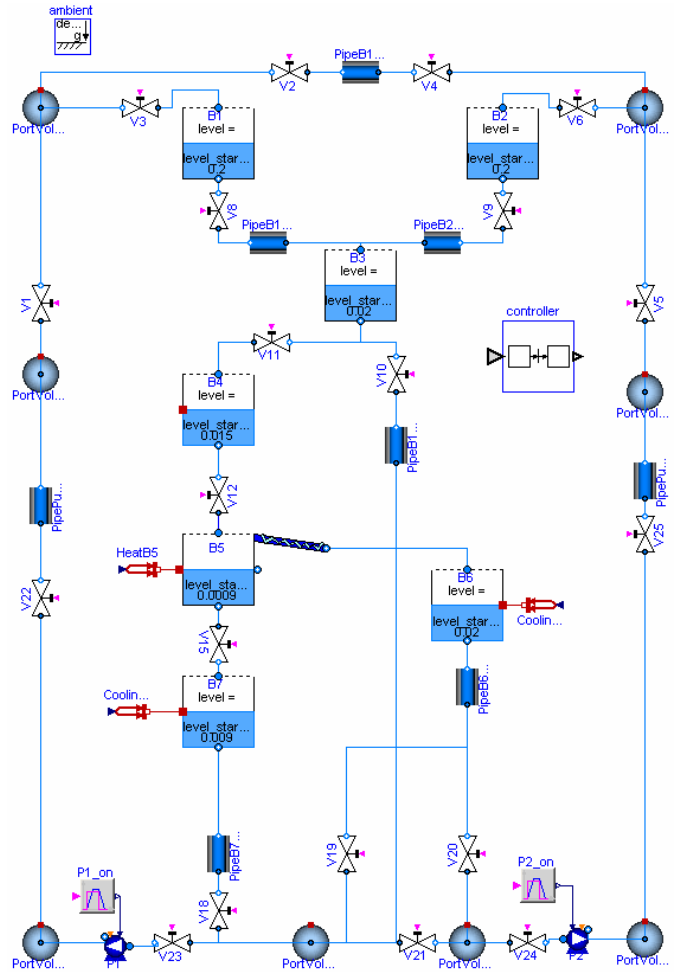 ambient
de...
g
V2
PipeB1...
V4
PortVol...
V3
B1
level =
level_star...
0.2
B2
level =
level_star...
0.2
V6
PortVol...
V8
PipeB1...
PipeB2...
V9
B3
level =
level_star...
0.02
V1
V5
controller
V11
V10
PortVol...
B4
level =
level_star...
0.015
PortVol...
PipeB1...
PipePu...
V12
PipePu...
V25
HeatB5
B5
level_sta...
0.0009
B6
level =
level_star...
0.02
Coolin...
V22
V15
Coolin...
B7
level =
level_star...
0.009
PipeB6...
PipeB7...
V19
V20
P1_on
P2_on
V18
PortVol...
P1
V23
PortVol...
V21
PortVol...
V24
P2
PortVol...